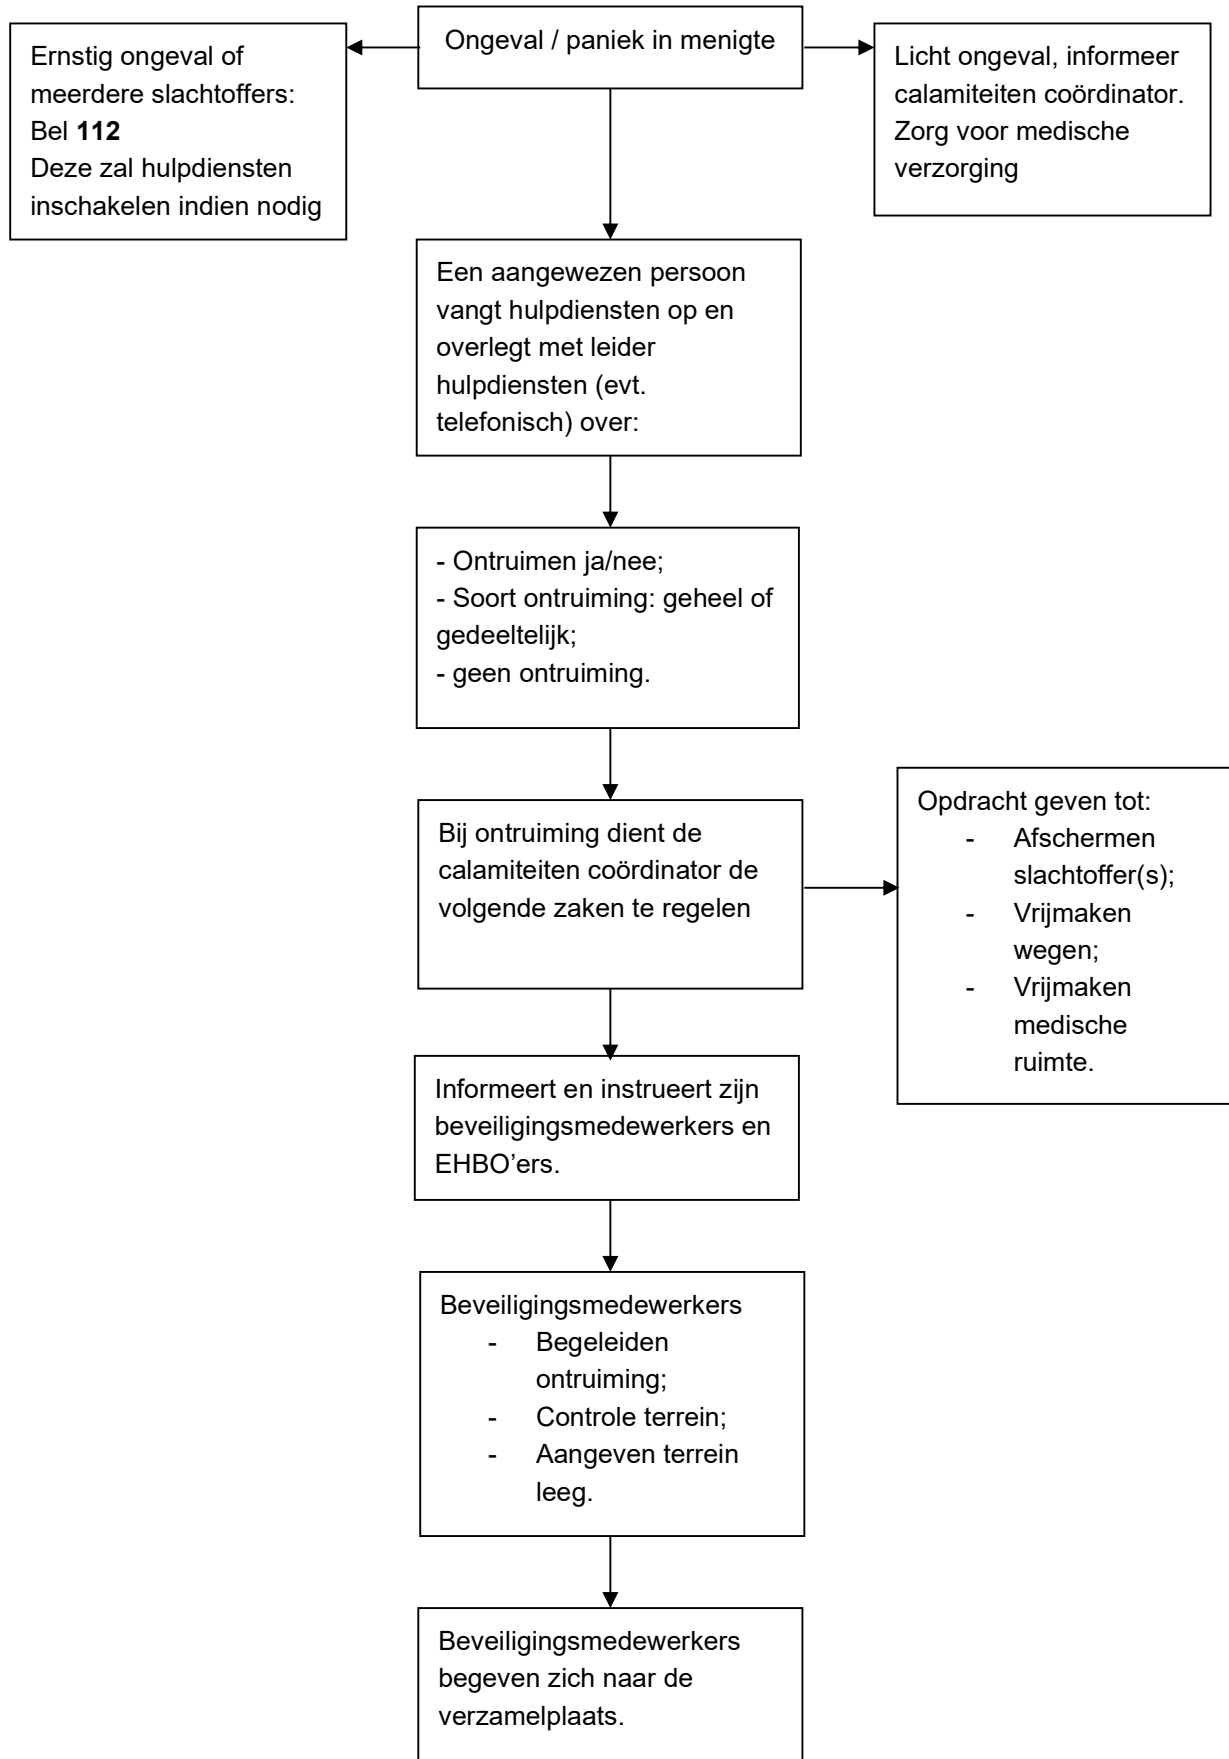 Ongeval / paniek in menigte
Ernstig ongeval of
meerdere slachtoffers:
Bel 112
Deze zal hulpdiensten
inschakelen indien nodig
Licht ongeval, informeer
calamiteiten coördinator.
Zorg voor medische
verzorging
Een aangewezen persoon
vangt hulpdiensten op en
overlegt met leider
hulpdiensten (evt.
telefonisch) over:
- Ontruimen ja/nee;
- Soort ontruiming: geheel of
gedeeltelijk;
- geen ontruiming.
Bij ontruiming dient de
calamiteiten coördinator de
volgende zaken te regelen
Opdracht geven tot:
- Afschermen
slachtoffer(s);
- Vrijmaken
wegen;
- Vrijmaken
medische
ruimte.
Informeert en instrueert zijn
beveiligingsmedewerkers en
EHBO’ers.
Beveiligingsmedewerkers
- Begeleiden
ontruiming;
- Controle terrein;
- Aangeven terrein
leeg.
Beveiligingsmedewerkers
begeven zich naar de
verzamelplaats.